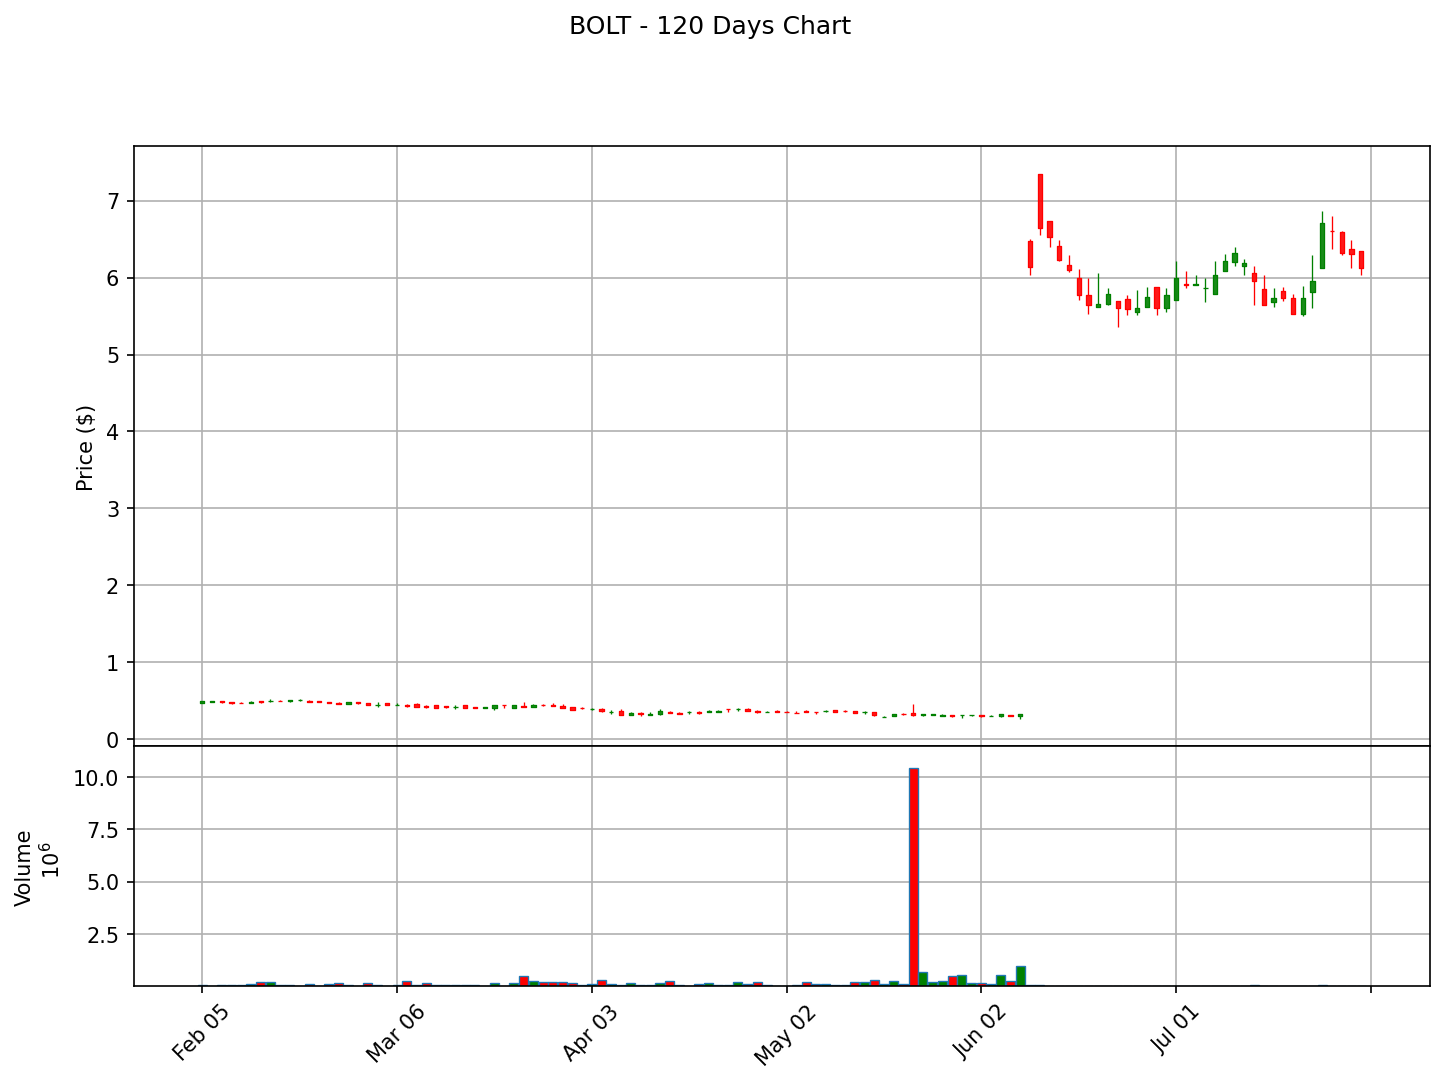 BOLT - 120 Days Chart
Price ($)
7
6
5
4
3
2
1
0
Volume
10⁶
10.0
7.5
5.0
2.5
Feb 05
Mar 06
Apr 03
May 02
Jun 02
Jul 01